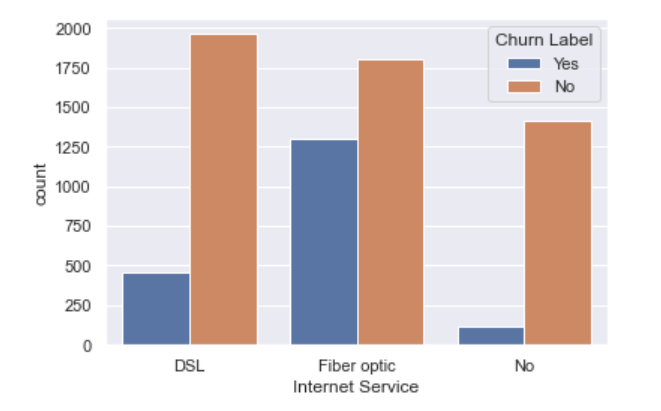 2000
1750
1500
1250
1000
750
500
250
0
count
Churn Label
Yes
No
DSL Fiber optic No
Internet Service